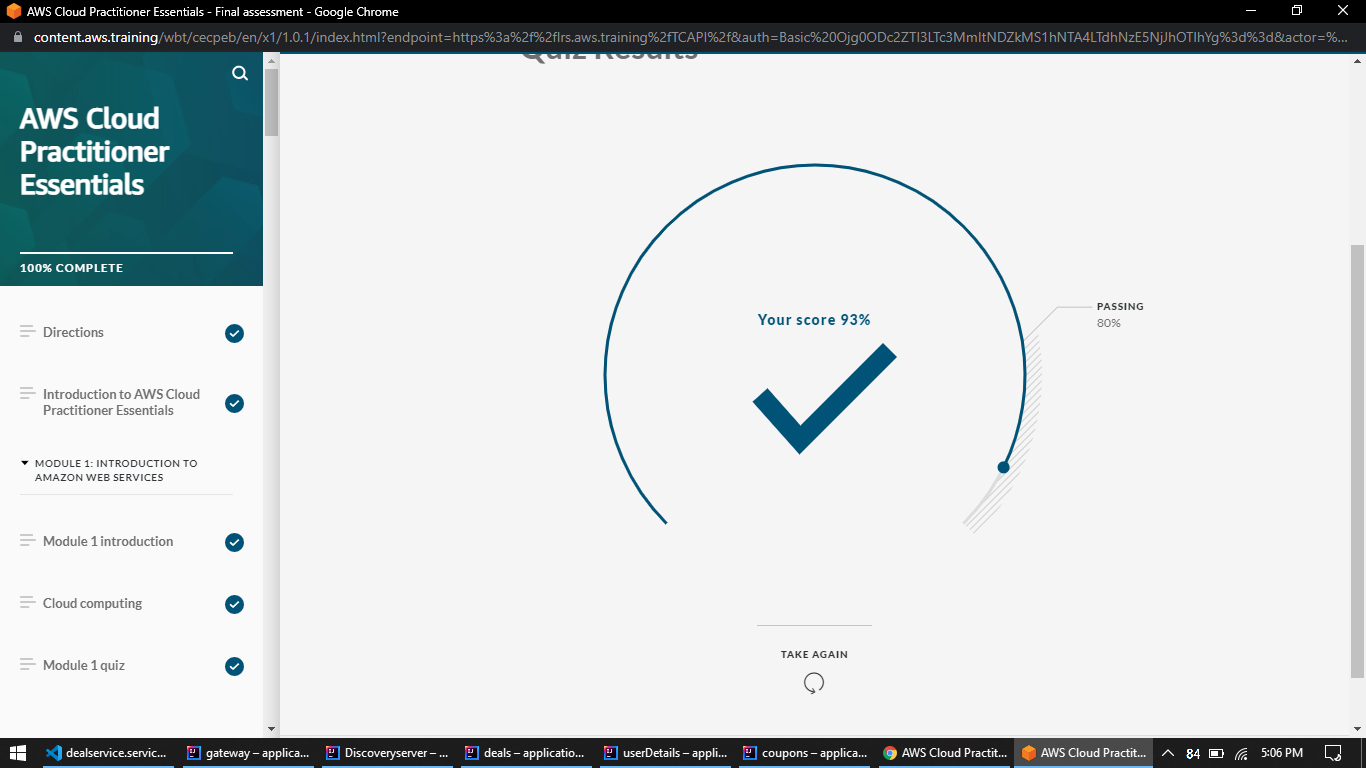 AWS Cloud Practitioner Essentials - Final assessment - Google Chrome
content.aws.training/wbt/cecpeb/en/x1/1.0.1/index.html?endpoint=https%3a%2f%2flrs.aws.training%2fTCAPI%2f&auth=Basic%20Ojg0ODc2ZTI3LTc3MmItNDZkMS1hNTA4LTdhNzE5NjJhOTlhYg%3d%3d&actor=%...
Quiz Results
AWS Cloud
Practitioner
Essentials
100% COMPLETE
Directions
Introduction to AWS Cloud
Practitioner Essentials
MODULE 1: INTRODUCTION TO
AMAZON WEB SERVICES
Module 1 introduction
Cloud computing
Module 1 quiz
Your score 93%
PASSING
80%
TAKE AGAIN
dealservice.servic...
gateway – applica...
Discoveryserver – ...
deals – applicatio...
userDetails – appli...
coupons – applica...
AWS Cloud Practit...
AWS Cloud Practit...
84
5:06 PM